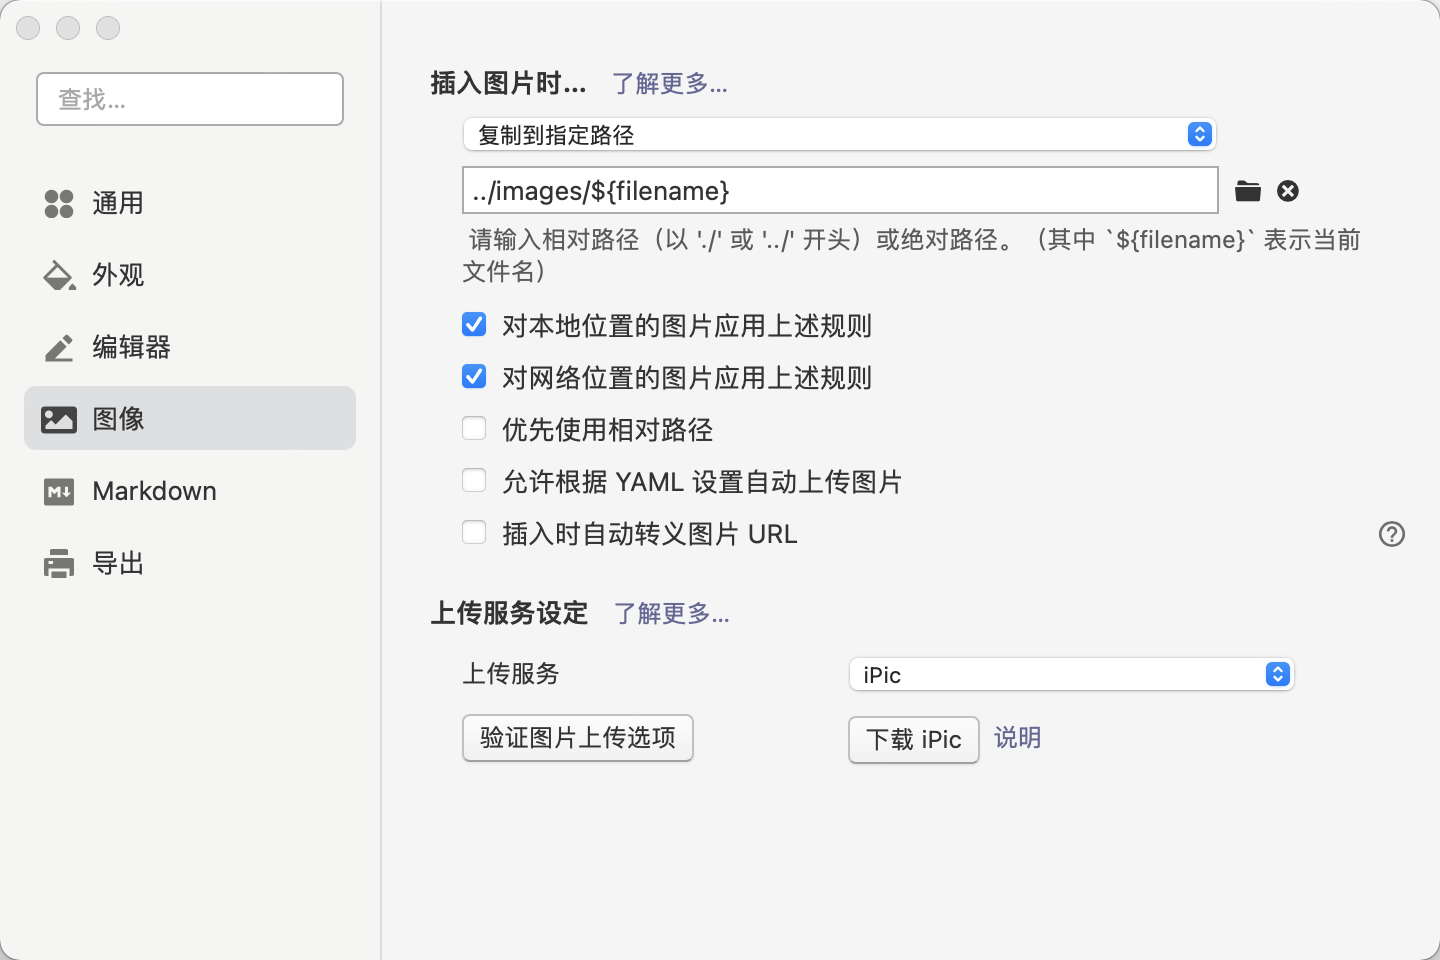 查找...
通用
外观
编辑器
图像
Markdown
导出
插入图片时... 了解更多...
复制到指定路径
../images/${filename}
请输入相对路径（以 './' 或 '../' 开头）或绝对路径。（其中 `${filename}` 表示当前
文件名）
对本地位置的图片应用上述规则
对网络位置的图片应用上述规则
优先使用相对路径
允许根据 YAML 设置自动上传图片
插入时自动转义图片 URL
上传服务设定 了解更多...
上传服务 iPic
验证图片上传选项 下载 iPic 说明